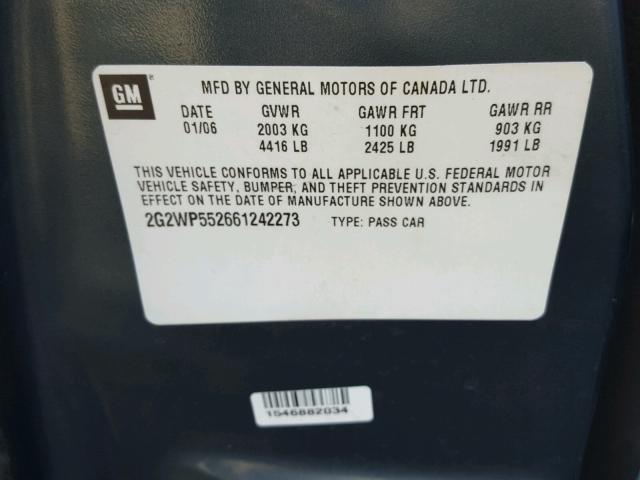 GM ®
MFD BY GENERAL MOTORS OF CANADA LTD.
DATE GVWR GAWR FRT GAWR RR
01/06 2003 KG 1100 KG 903 KG
4416 LB 2425 LB 1991 LB
THIS VEHICLE CONFORMS TO ALL APPLICABLE U.S. FEDERAL MOTOR
VEHICLE SAFETY, BUMPER, AND THEFT PREVENTION STANDARDS IN
EFFECT ON THE DATE OF MANUFACTURE SHOWN ABOVE.
2G2WP552661242273 TYPE: PASS CAR
1546882034